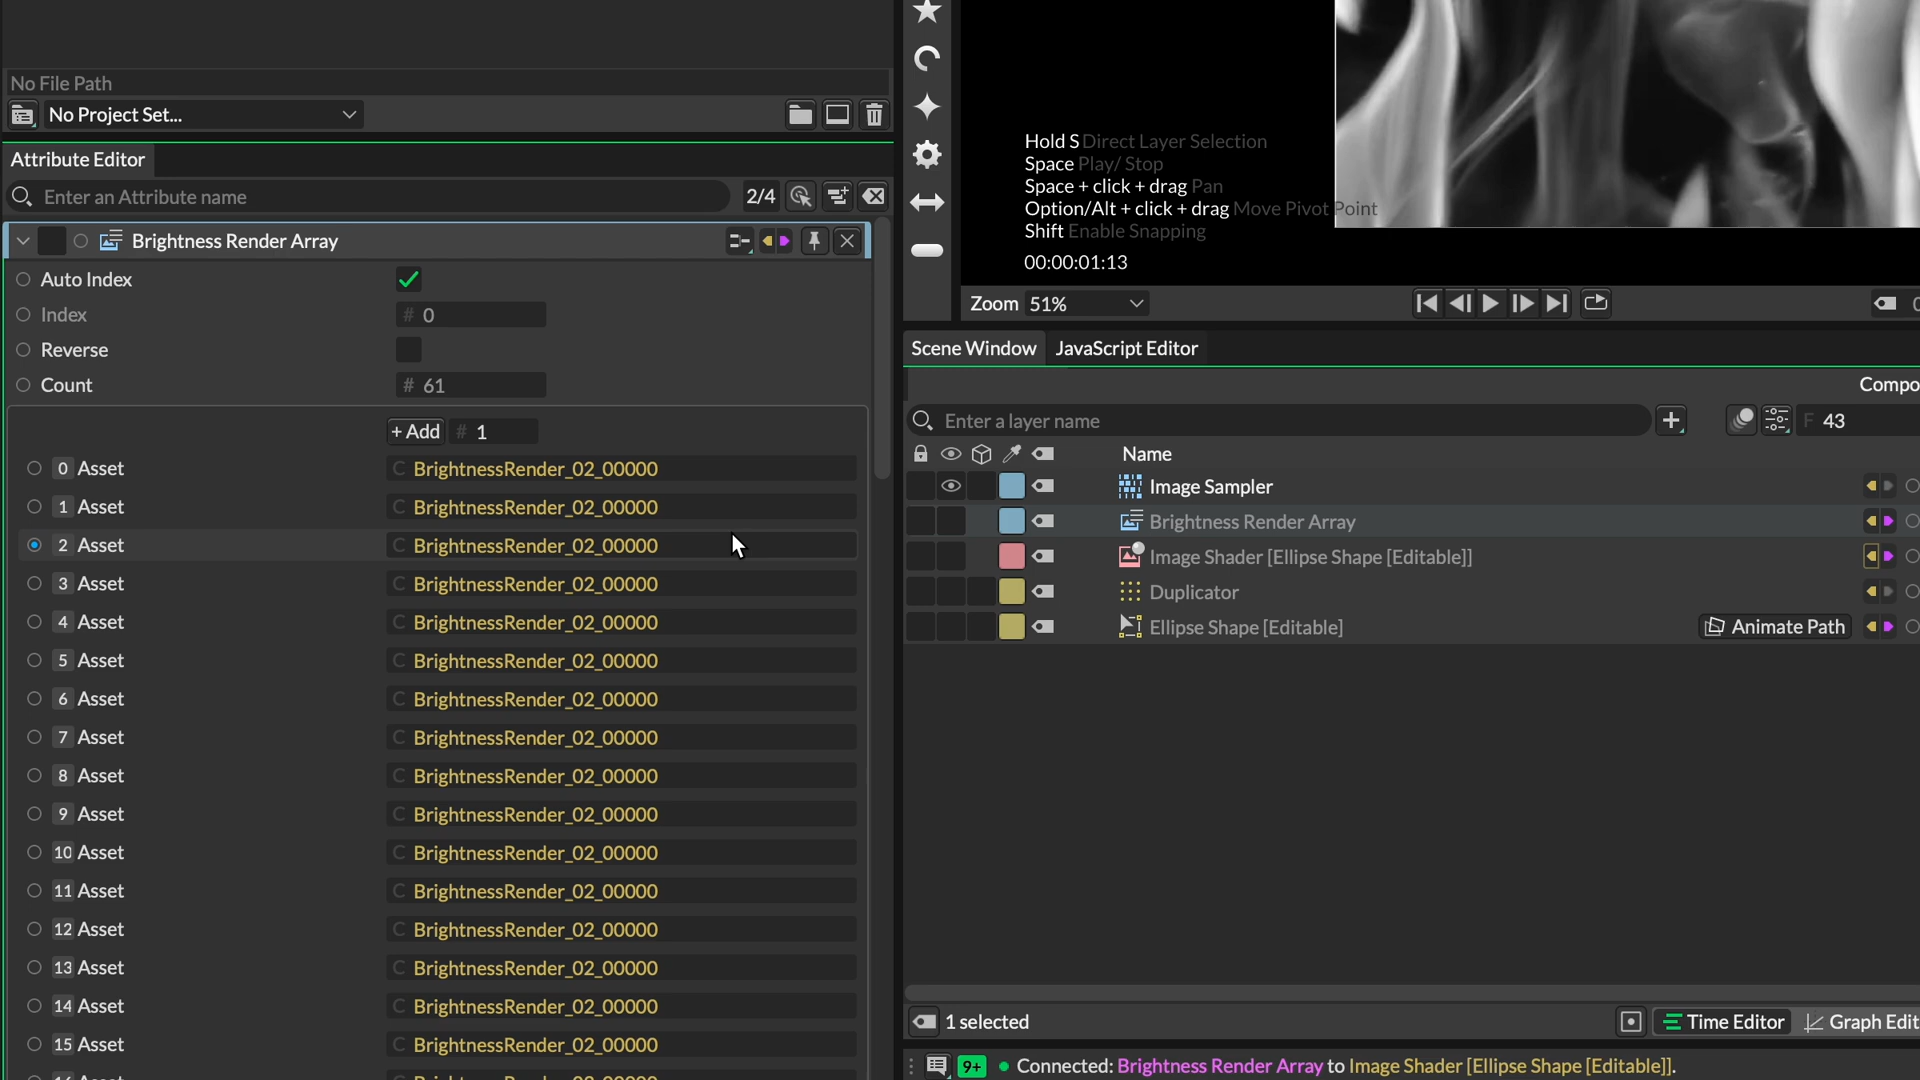 No File Path
No Project Set...
Attribute Editor
Enter an Attribute name
2/4
Brightness Render Array
Auto Index
Index # 0
Reverse
Count # 61
+ Add # 1
0 Asset C BrightnessRender_02_00000
1 Asset C BrightnessRender_02_00000
2 Asset C BrightnessRender_02_00000
3 Asset C BrightnessRender_02_00000
4 Asset C BrightnessRender_02_00000
5 Asset C BrightnessRender_02_00000
6 Asset C BrightnessRender_02_00000
7 Asset C BrightnessRender_02_00000
8 Asset C BrightnessRender_02_00000
9 Asset C BrightnessRender_02_00000
10 Asset C BrightnessRender_02_00000
11 Asset C BrightnessRender_02_00000
12 Asset C BrightnessRender_02_00000
13 Asset C BrightnessRender_02_00000
14 Asset C BrightnessRender_02_00000
15 Asset C BrightnessRender_02_00000
Hold S Direct Layer Selection
Space Play/ Stop
Space + click + drag Pan
Option/Alt + click + drag Move Pivot Point
Shift Enable Snapping
00:00:01:13
Zoom 51%
Scene Window JavaScript Editor
Compo
Enter a layer name
F 43
Name
Image Sampler
Brightness Render Array
Image Shader [Ellipse Shape [Editable]]
Duplicator
Ellipse Shape [Editable]
Animate Path
1 selected
Time Editor
Graph Edit
9+ Connected: Brightness Render Array to Image Shader [Ellipse Shape [Editable]].